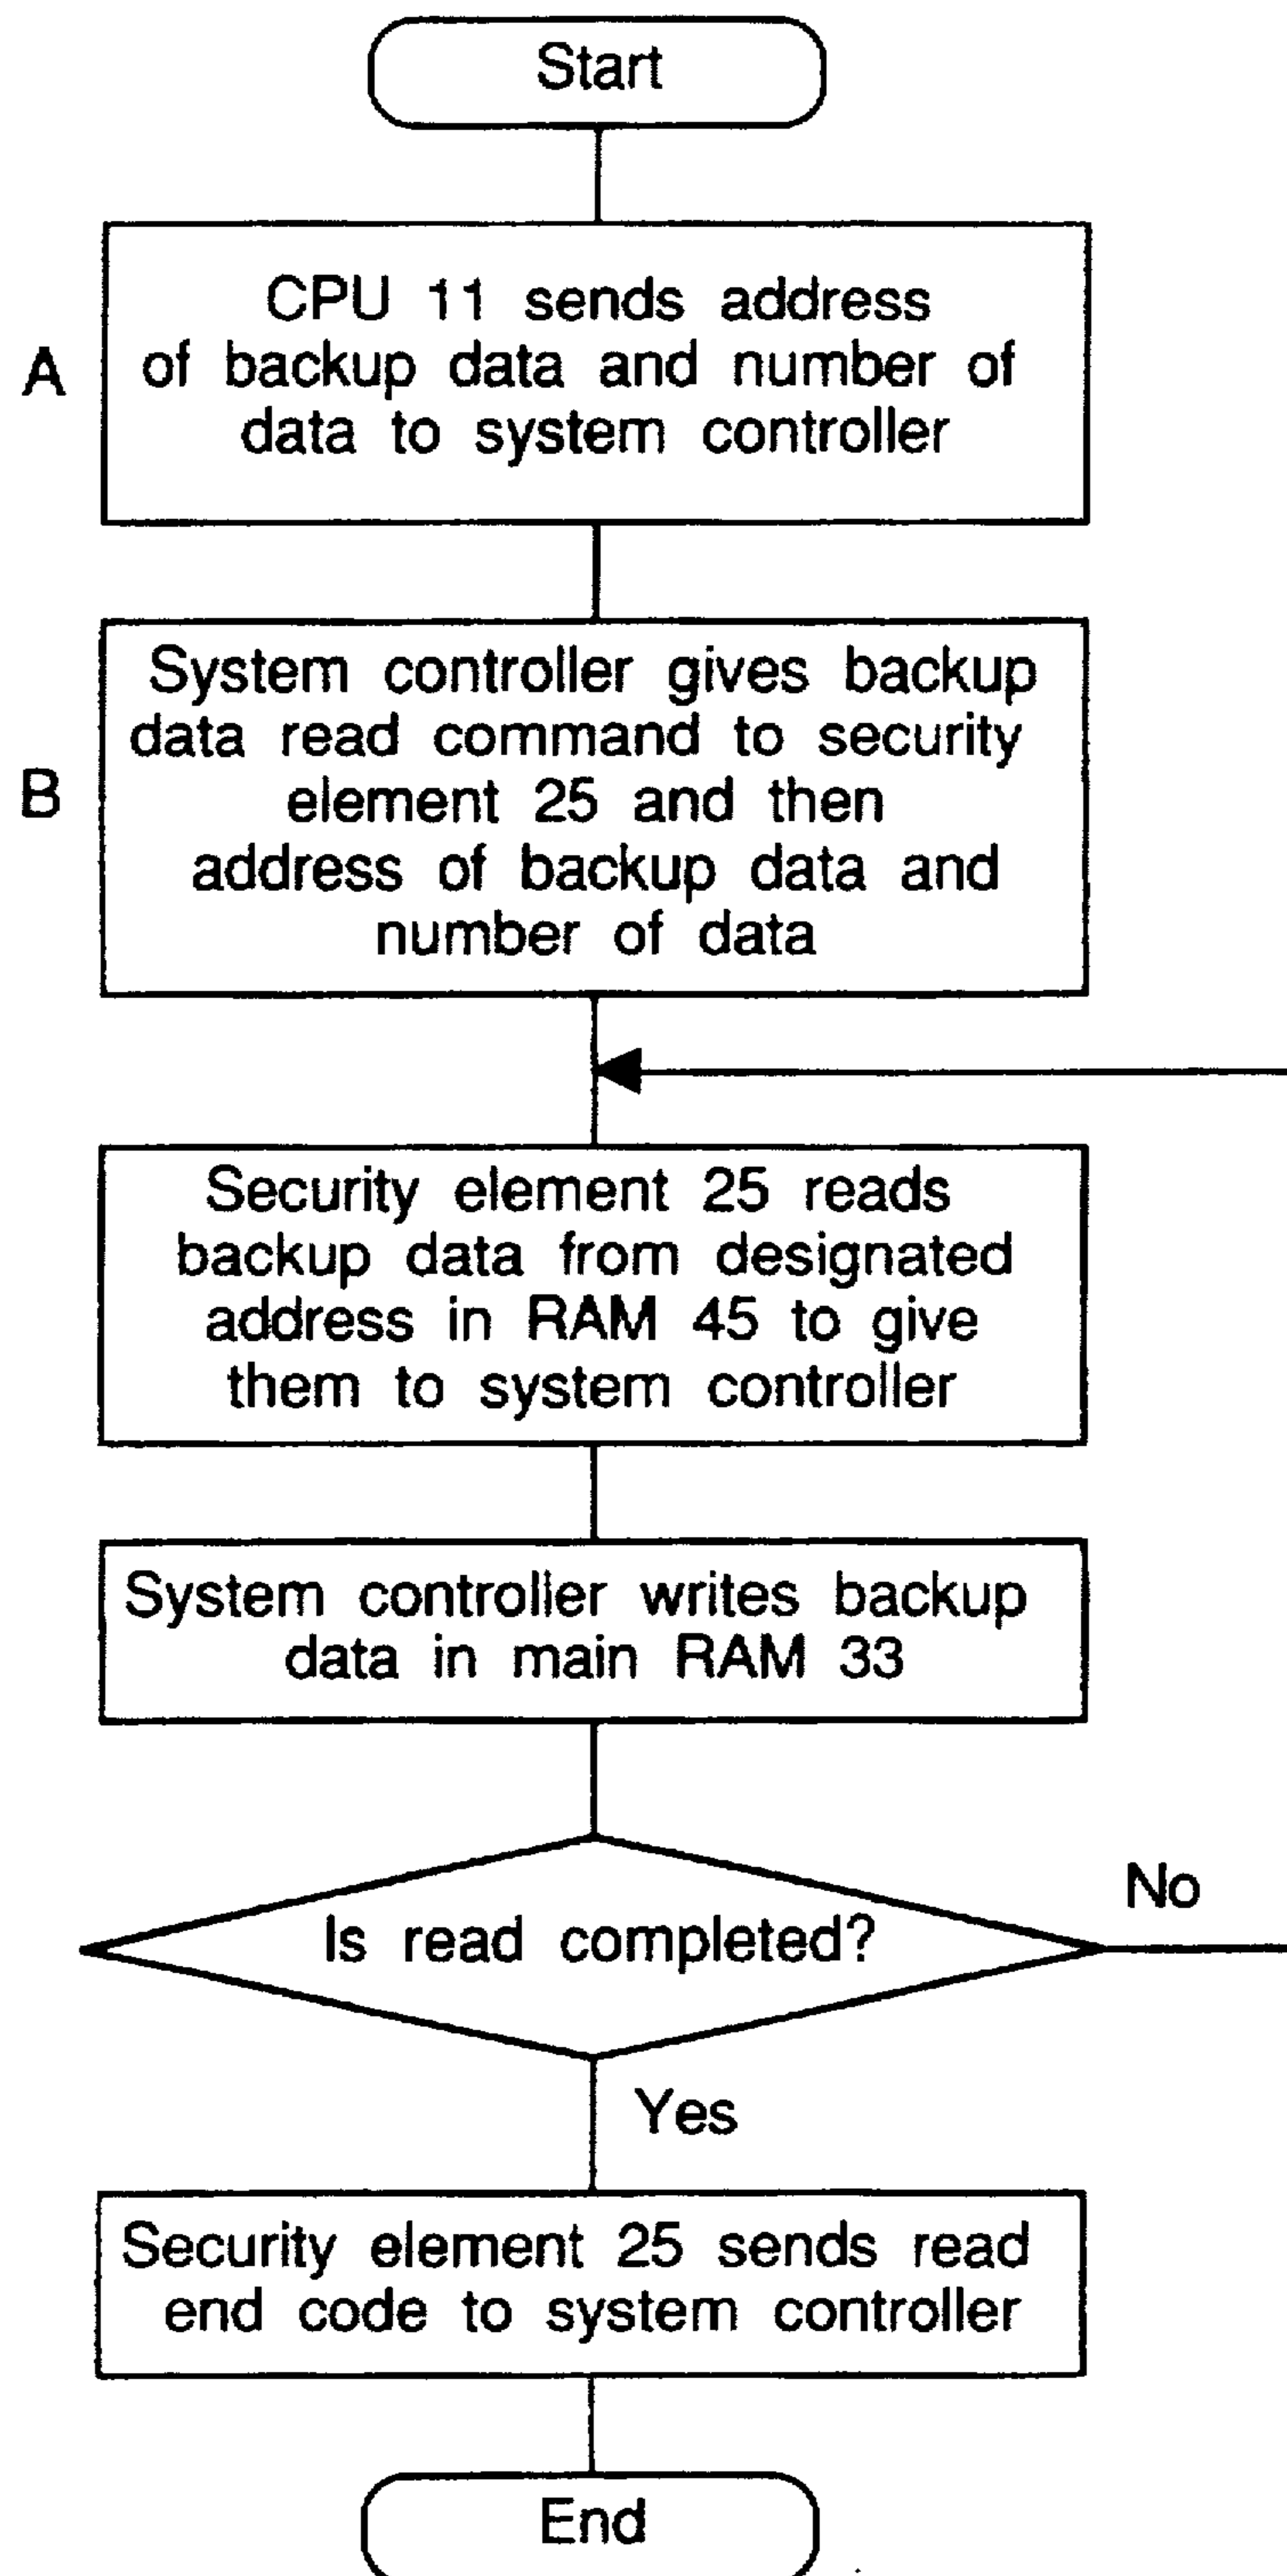 Start
A
CPU 11 sends address
of backup data and number of
data to system controller
B
System controller gives backup
data read command to security
element 25 and then
address of backup data and
number of data
Security element 25 reads
backup data from designated
address in RAM 45 to give
them to system controller
System controller writes backup
data in main RAM 33
Is read completed?
No
Yes
Security element 25 sends read
end code to system controller
End